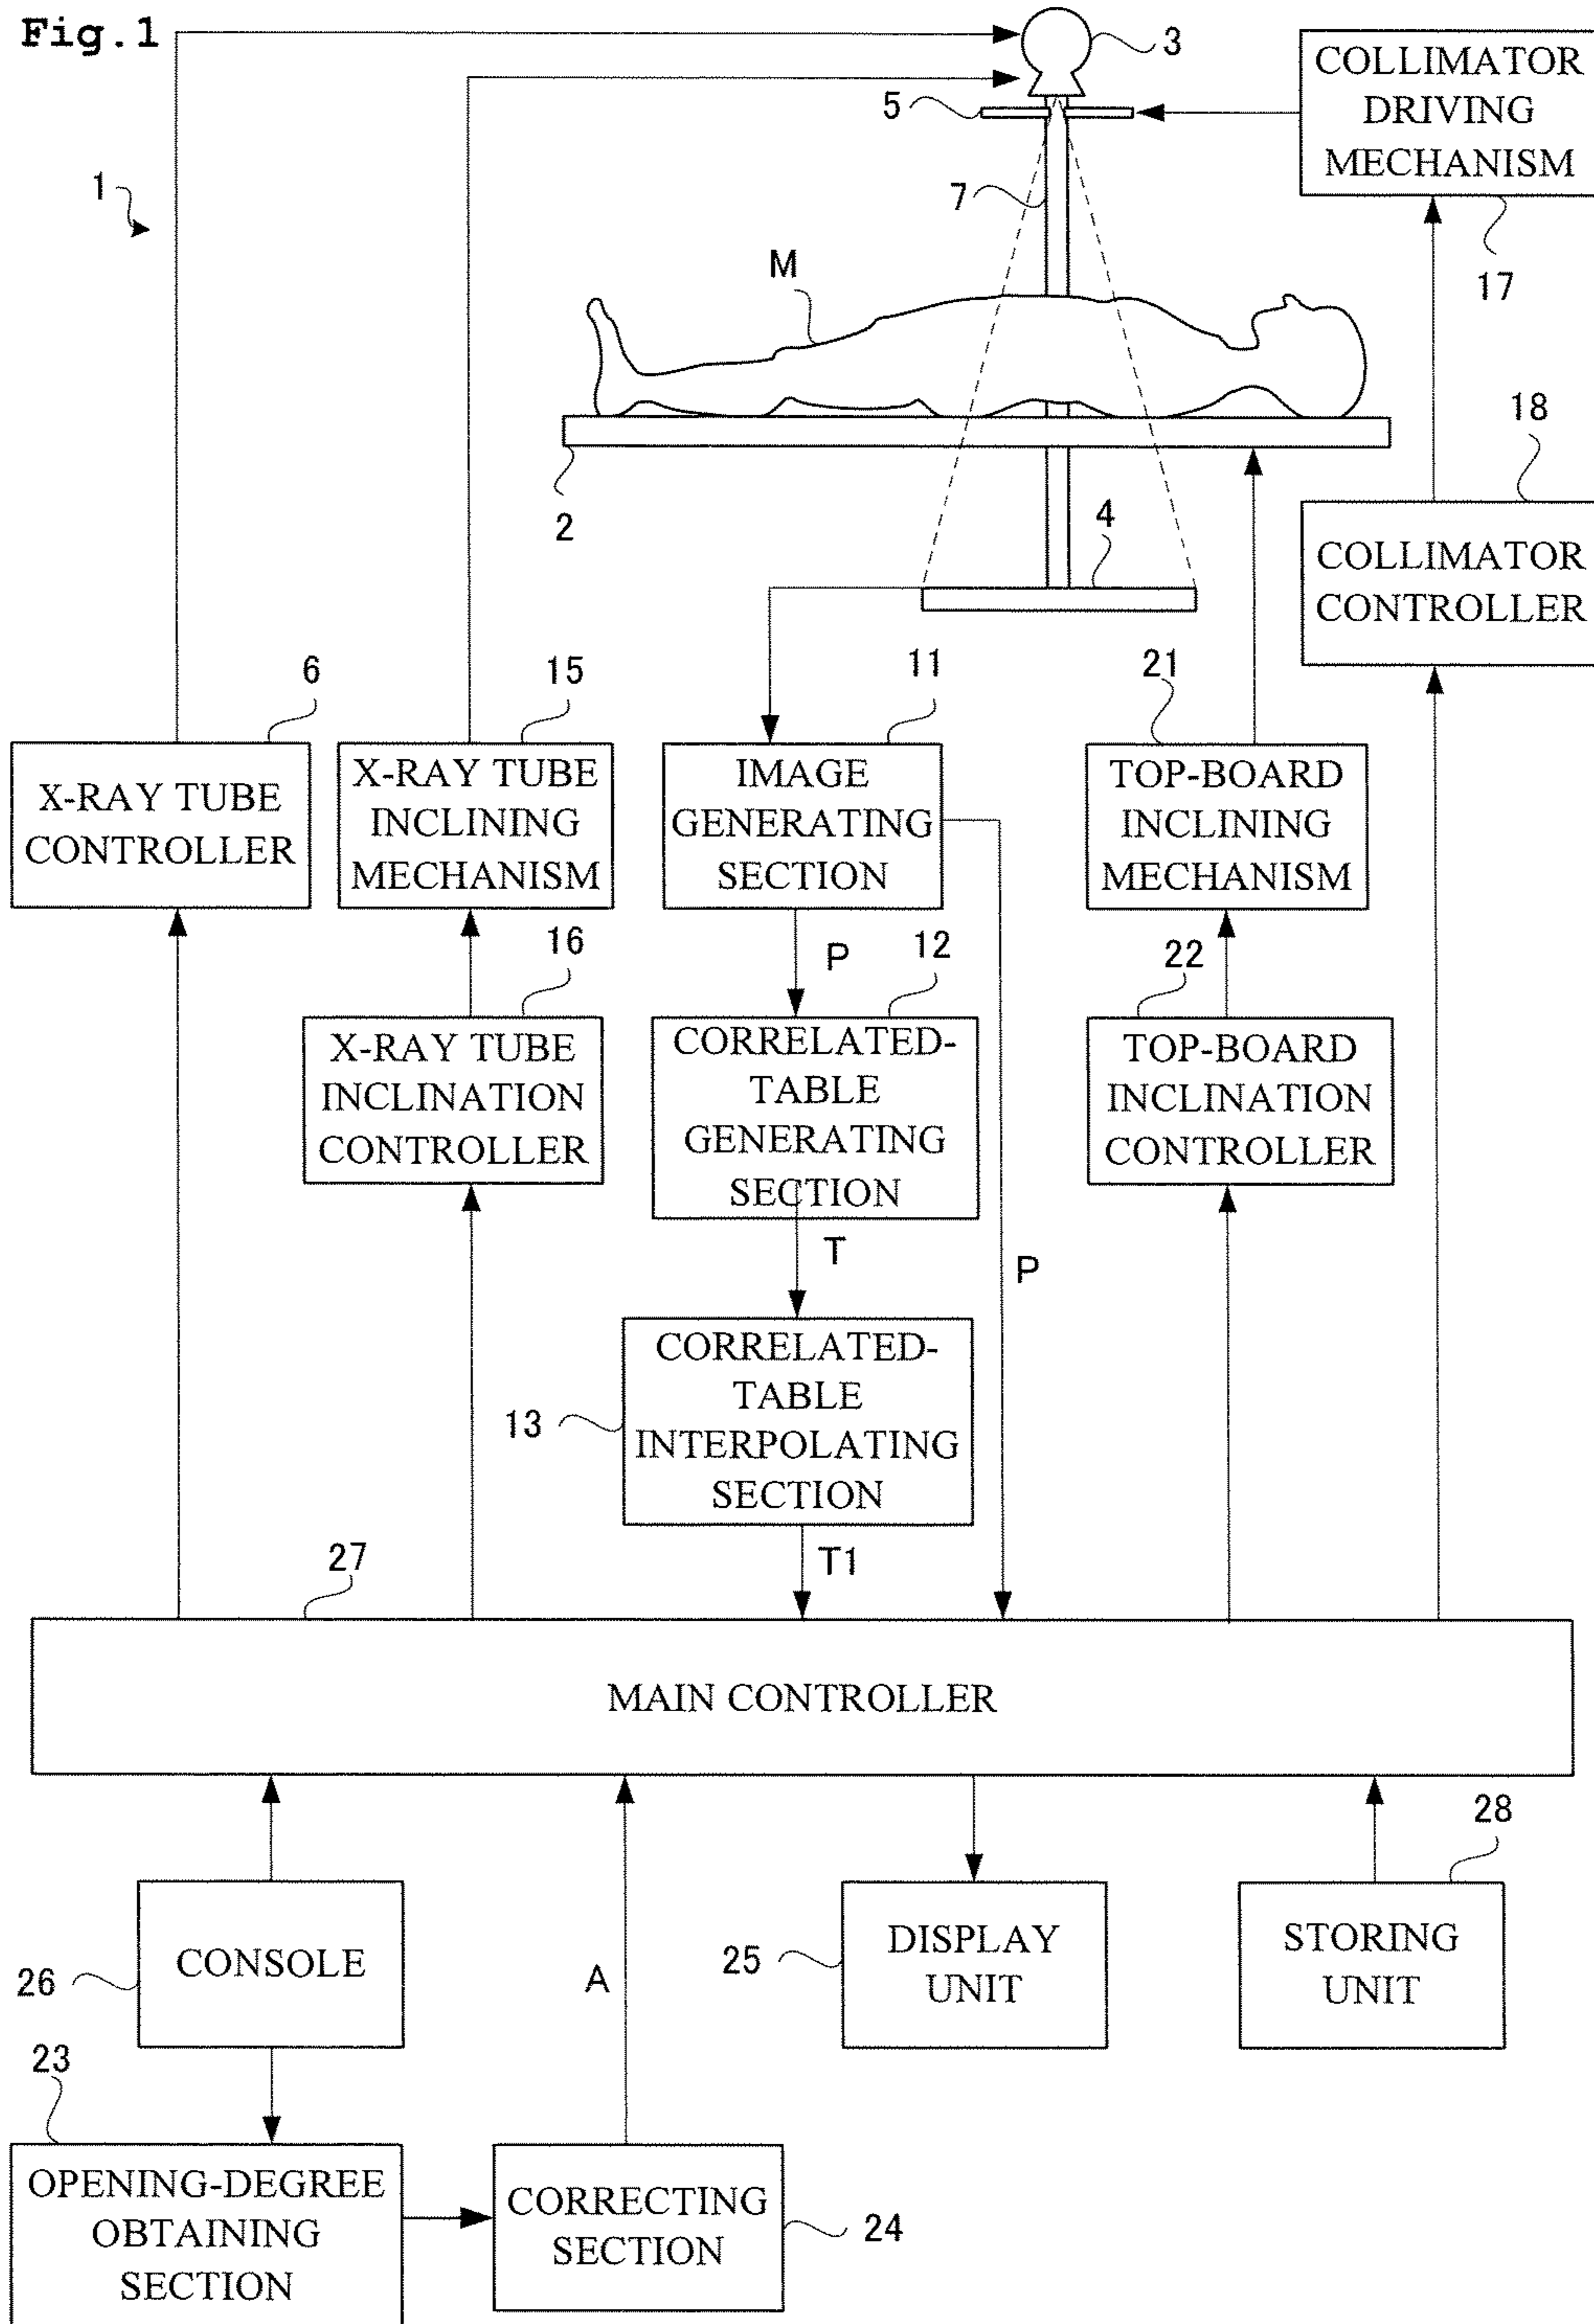 Fig.1
3
COLLIMATOR
DRIVING
MECHANISM
5
1
7
17
M
18
2
4
COLLIMATOR
CONTROLLER
6
15
11
21
X-RAY TUBE
CONTROLLER
X-RAY TUBE
INCLINING
MECHANISM
IMAGE
GENERATING
SECTION
TOP-BOARD
INCLINING
MECHANISM
16
P
12
22
X-RAY TUBE
INCLINATION
CONTROLLER
CORRELATED-
TABLE
GENERATING
SECTION
TOP-BOARD
INCLINATION
CONTROLLER
T
P
13
CORRELATED-
TABLE
INTERPOLATING
SECTION
27
T1
MAIN CONTROLLER
28
26
CONSOLE
A
25
DISPLAY
UNIT
STORING
UNIT
23
OPENING-DEGREE
OBTAINING
SECTION
CORRECTING
SECTION
24